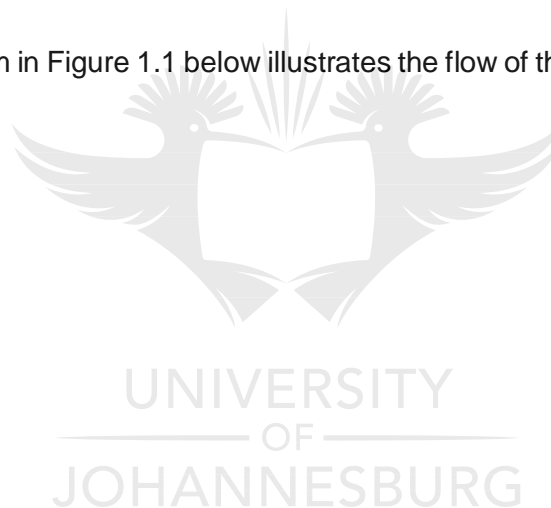 in Figure 1.1 below illustrates the flow of
UNIVERSITY
OF
JOHANNESBURG